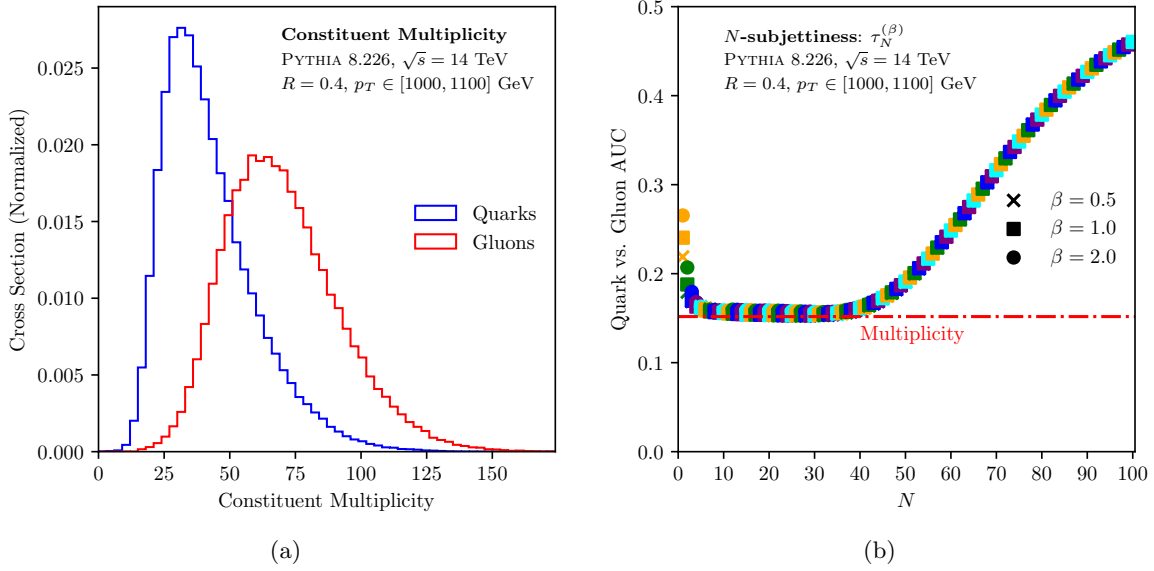 Constituent Multiplicity
PYTHIA 8.226, √s = 14 TeV
R = 0.4, p_T ∈ [1000, 1100] GeV
Quarks
Gluons
Cross Section (Normalized)
0.025
0.020
0.015
0.010
0.005
0.000
0
25
50
75
100
125
150
Constituent Multiplicity
(a)
N-subjettiness: τ_N^(β)
PYTHIA 8.226, √s = 14 TeV
R = 0.4, p_T ∈ [1000, 1100] GeV
β = 0.5
β = 1.0
β = 2.0
Multiplicity
Quark vs. Gluon AUC
0.5
0.4
0.3
0.2
0.1
0.0
0
10
20
30
40
50
60
70
80
90
100
N
(b)